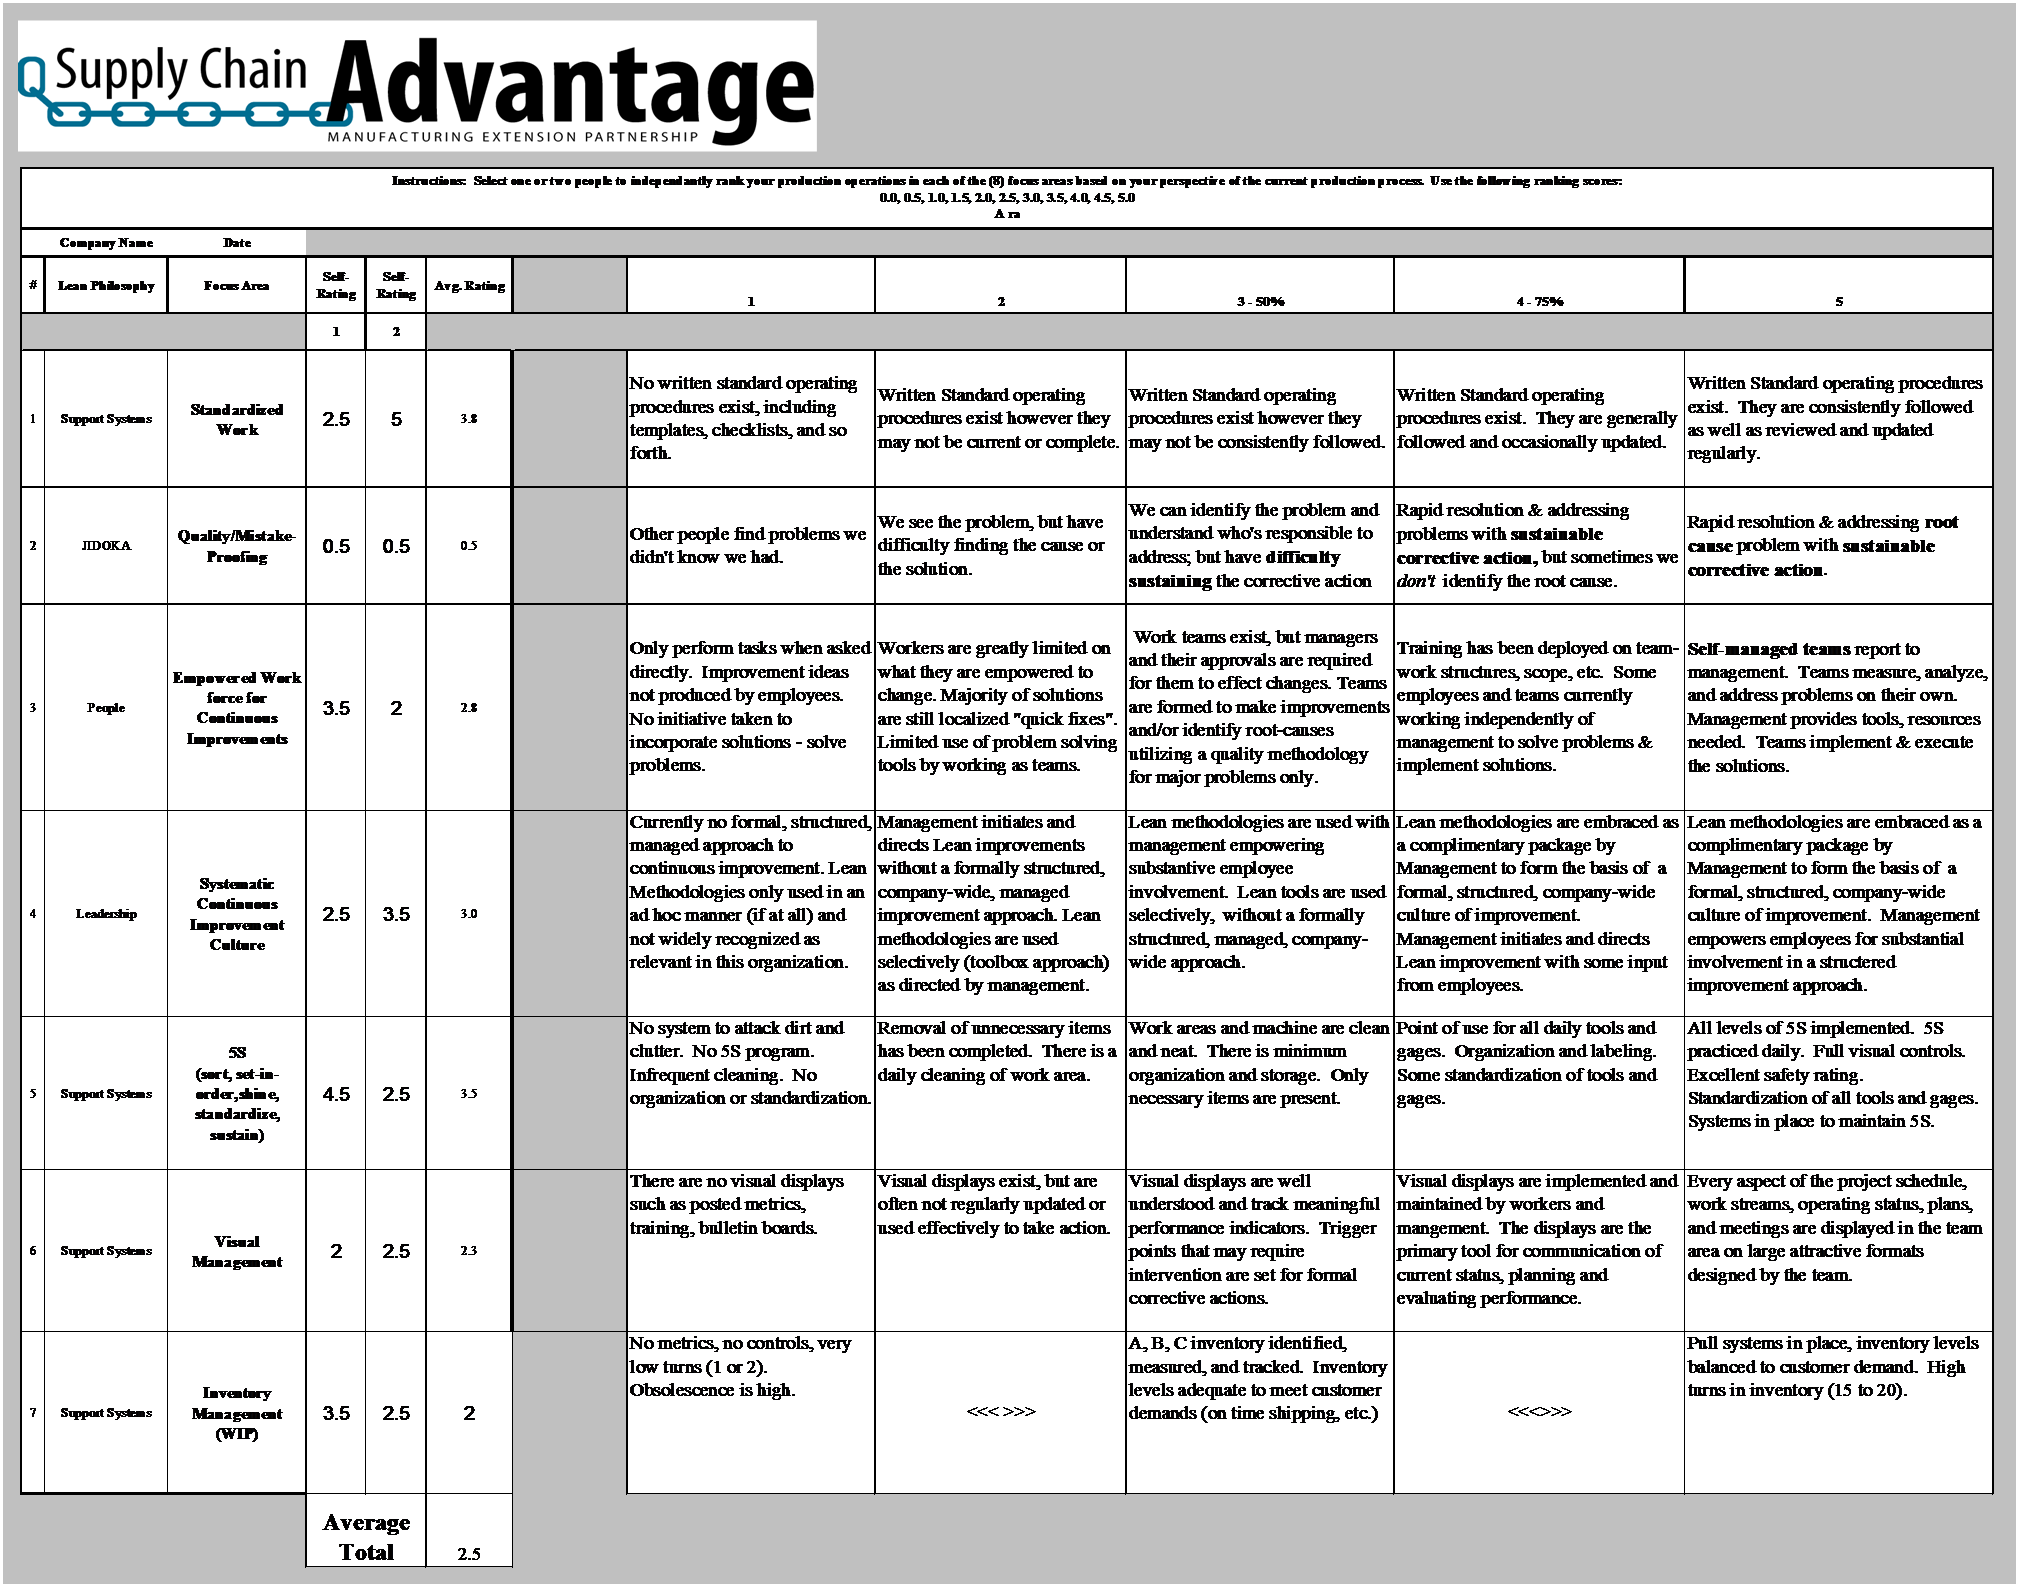 Supply Chain Advantage
MANUFACTURING EXTENSION PARTNERSHIP
Instructions: Select one or two people to independantly rank your production operations in each of the (8) focus areas based on your perspective of the current production process. Use the following ranking scores:
0.0, 0.5, 1.0, 1.5, 2.0, 2.5, 3.0, 3.5, 4.0, 4.5, 5.0
A ra
Company Name
Date
#
Lean Philosophy
Focus Area
Self-
Rating
Self-
Rating
Avg. Rating
1
2
3 - 50%
4 - 75%
5
1
2
1
Support Systems
Standardized
Work
2.5
5
3.8
No written standard operating
procedures exist, including
templates, checklists, and so
forth.
Written Standard operating
procedures exist however they
may not be current or complete.
Written Standard operating
procedures exist however they
may not be consistently followed.
Written Standard operating
procedures exist.  They are generally
followed and occasionally updated.
Written Standard operating procedures
exist.  They are consistently followed
as well as reviewed and updated
regularly.
2
JIDOKA
Quality/Mistake-
Proofing
0.5
0.5
0.5
Other people find problems we
didn't know we had.
We see the problem, but have
difficulty finding the cause or
the solution.
We can identify the problem and
understand who's responsible to
address; but have difficulty
sustaining the corrective action
Rapid resolution & addressing
problems with sustainable
corrective action, but sometimes we
don't identify the root cause.
Rapid resolution & addressing root
cause problem with sustainable
corrective action.
3
People
Empowered Work
force for
Continuous
Improvements
3.5
2
2.8
Only perform tasks when asked
directly.  Improvement ideas
not produced by employees.
No initiative taken to
incorporate solutions - solve
problems.
Workers are greatly limited on
what they are empowered to
change. Majority of solutions
are still localized "quick fixes".
Limited use of problem solving
tools by working as teams.
Work teams exist, but managers
and their approvals are required
for them to effect changes. Teams
are formed to make improvements
and/or identify root-causes
utilizing a quality methodology
for major problems only.
Training has been deployed on team-
work structures, scope, etc.  Some
employees and teams currently
working independently of
management to solve problems &
implement solutions.
Self-managed teams report to
management.  Teams measure, analyze,
and address problems on their own.
Management provides tools, resources
needed.  Teams implement & execute
the solutions.
4
Leadership
Systematic
Continuous
Improvement
Culture
2.5
3.5
3.0
Currently no formal, structured,
managed approach to
continuous improvement. Lean
Methodologies only used in an
ad hoc manner (if at all) and
not widely recognized as
relevant in this organization.
Management initiates and
directs Lean improvements
without a formally structured,
company-wide, managed
improvement approach. Lean
methodologies are used
selectively (toolbox approach)
as directed by management.
Lean methodologies are used with
management empowering
substantive employee
involvement.  Lean tools are used
selectively,  without a formally
structured, managed, company-
wide approach.
Lean methodologies are embraced as
a complimentary package by
Management to form the basis of  a
formal, structured, company-wide
culture of improvement.
Management initiates and directs
Lean improvement with some input
from employees.
Lean methodologies are embraced as a
complimentary package by
Management to form the basis of  a
formal, structured, company-wide
culture of improvement.  Management
empowers employees for substantial
involvement in a structered
improvement approach.
5
Support Systems
5S
(sort, set-in-
order,shine,
standardize,
sustain)
4.5
2.5
3.5
No system to attack dirt and
clutter.  No 5S program.
Infrequent cleaning.  No
organization or standardization.
Removal of unnecessary items
has been completed.  There is a
daily cleaning of work area.
Work areas and machine are clean
and neat.  There is minimum
organization and storage.  Only
necessary items are present.
Point of use for all daily tools and
gages.  Organization and labeling.
Some standardization of tools and
gages.
All levels of 5S implemented.  5S
practiced daily.  Full visual controls.
Excellent safety rating.
Standardization of all tools and gages.
Systems in place to maintain 5S.
6
Support Systems
Visual
Management
2
2.5
2.3
There are no visual displays
such as posted metrics,
training, bulletin boards.
Visual displays exist, but are
often not regularly updated or
used effectively to take action.
Visual displays are well
understood and track meaningful
performance indicators.  Trigger
points that may require
intervention are set for formal
corrective actions.
Visual displays are implemented and
maintained by workers and
mangement.  The displays are the
primary tool for communication of
current status, planning and
evaluating performance.
Every aspect of the project schedule,
work streams, operating status, plans,
and meetings are displayed in the team
area on large attractive formats
designed by the team.
7
Support Systems
Inventory
Management
(WIP)
3.5
2.5
2
No metrics, no controls, very
low turns (1 or 2).
Obsolescence is high.
<<< >>>
A, B, C inventory identified,
measured, and tracked.  Inventory
levels adequate to meet customer
demands (on time shipping, etc.)
<<<>>>
Pull systems in place, inventory levels
balanced to customer demand.  High
turns in inventory (15 to 20).
Average
Total
2.5